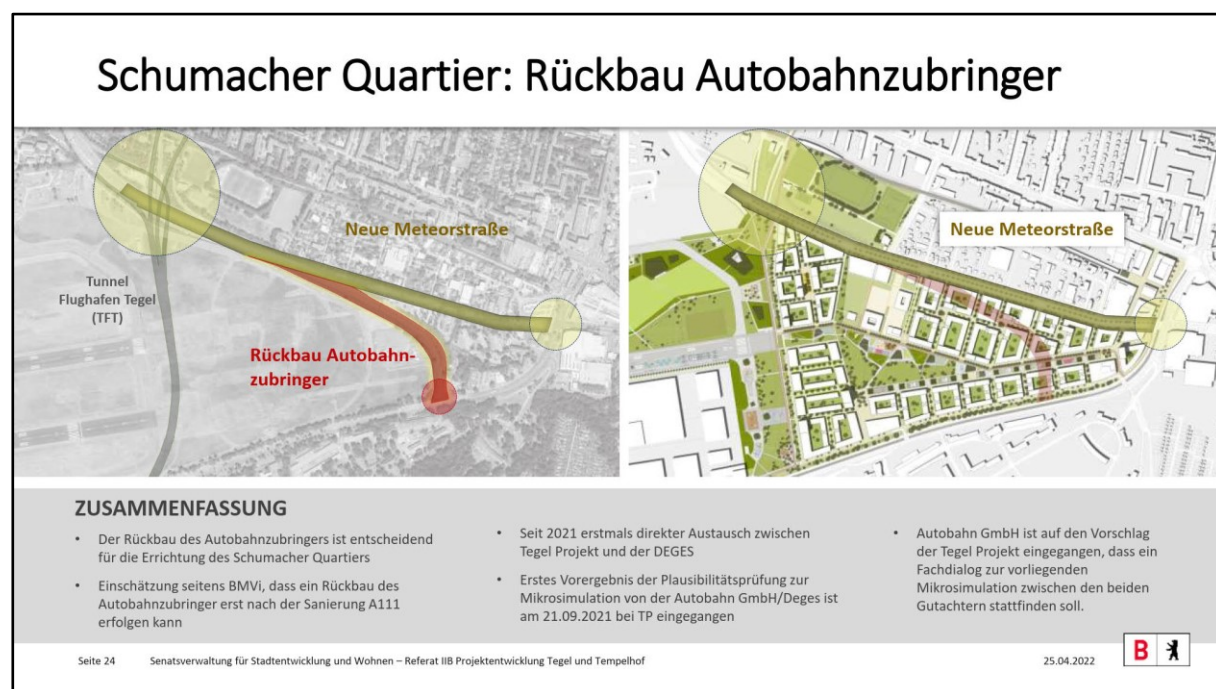 Schumacher Quartier: Rückbau Autobahnzubringer
Neue Meteorstraße
Tunnel
Flughafen Tegel
(TFT)
Rückbau Autobahn-
zubringer
Neue Meteorstraße
ZUSAMMENFASSUNG
• Der Rückbau des Autobahnzubringers ist entscheidend
für die Errichtung des Schumacher Quartiers
• Einschätzung seitens BMVi, dass ein Rückbau des
Autobahnzubringer erst nach der Sanierung A111
erfolgen kann
• Seit 2021 erstmals direkter Austausch zwischen
Tegel Projekt und der DEGES
• Erstes Vorergebnis der Plausibilitätsprüfung zur
Mikrosimulation von der Autobahn GmbH/Deges ist
am 21.09.2021 bei TP eingegangen
• Autobahn GmbH ist auf den Vorschlag
der Tegel Projekt eingegangen, dass ein
Fachdialog zur vorliegenden
Mikrosimulation zwischen den beiden
Gutachtern stattfinden soll.
Seite 24 Senatsverwaltung für Stadtentwicklung und Wohnen – Referat IIB Projektentwicklung Tegel und Tempelhof 25.04.2022
B